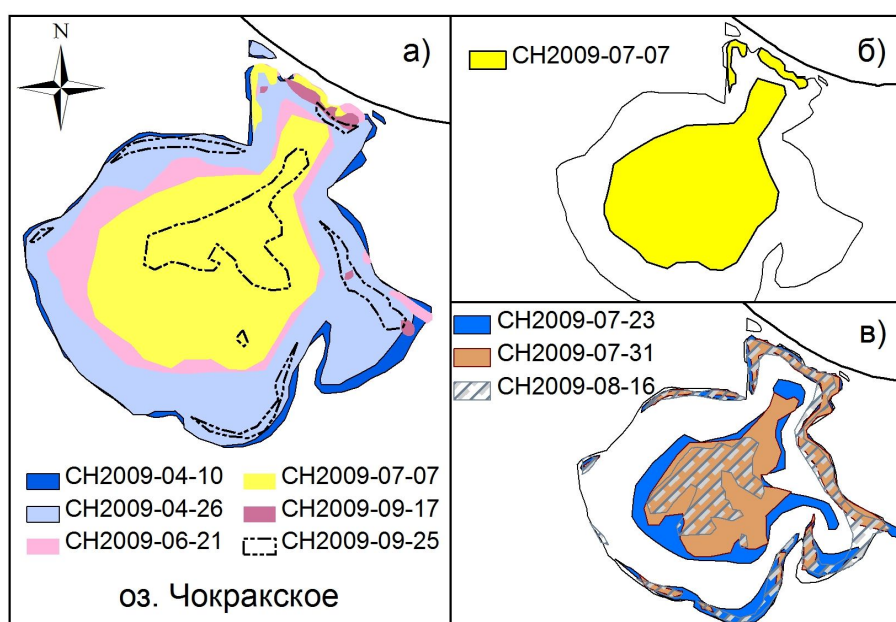 N
а)
CH2009-04-10
CH2009-04-26
CH2009-06-21
CH2009-07-07
CH2009-09-17
CH2009-09-25
оз. Чокракское
б)
CH2009-07-07
в)
CH2009-07-23
CH2009-07-31
CH2009-08-16